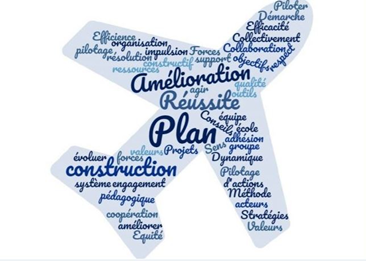 Piloter
Démarche
Efficacité
Efficience
organisation
Collectivement
pilotage
impulsion
Forces
Collaboration
résolution
constructif
support
objectifs
respect
ressources
Amélioration
qualité
agir
outils
Réussite
équipe
Plan
Conseils
école
adhésion
valeurs
Projets
Sens
groupe
évoluer
forces
Dynamique
construction
Pilotage
d'actions
système
engagement
Méthode
pédagogique
acteurs
coopération
Stratégies
améliorer
Valeurs
Equité